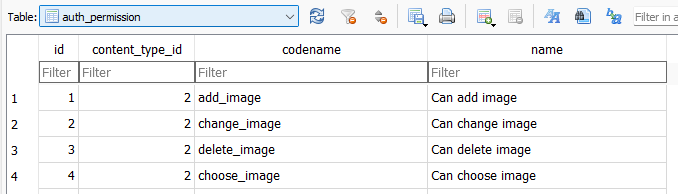 Table: auth_permission Filter in a
id content_type_id codename name
Filter Filter Filter Filter
1 1 2 add_image Can add image
2 2 2 change_image Can change image
3 3 2 delete_image Can delete image
4 4 2 choose_image Can choose image